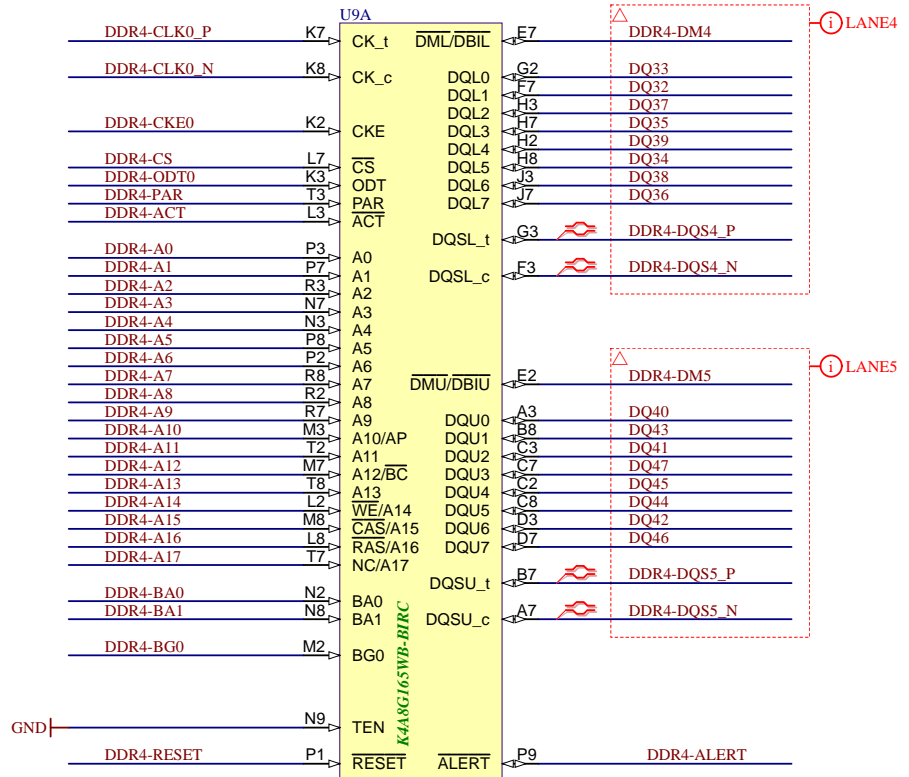 U9A
DDR4-CLK0_P K7 CK_t DML/DBIL E7 DDR4-DM4 i LANE4
DDR4-CLK0_N K8 CK_c DQL0 G2 DQ33
DQL1 F7 DQ32
DQL2 H3 DQ37
DDR4-CKE0 K2 CKE DQL3 H7 DQ35
DQL4 H2 DQ39
DDR4-CS L7 CS DQL5 H8 DQ34
DDR4-ODT0 K3 ODT DQL6 J3 DQ38
DDR4-PAR T3 PAR DQL7 J7 DQ36
DDR4-ACT L3 ACT
DQSL_t G3 DDR4-DQS4_P
DDR4-A0 P3 A0
DDR4-A1 P7 A1 DQSL_c F3 DDR4-DQS4_N
DDR4-A2 R3 A2
DDR4-A3 N7 A3
DDR4-A4 N3 A4
DDR4-A5 P8 A5
DDR4-A6 P2 A6 i LANE5
DDR4-A7 R8 A7 DMU/DBIU E2 DDR4-DM5
DDR4-A8 R2 A8
DDR4-A9 R7 A9 DQU0 A3 DQ40
DDR4-A10 M3 A10/AP DQU1 B8 DQ43
DDR4-A11 T2 A11 DQU2 C3 DQ41
DDR4-A12 M7 A12/BC DQU3 C7 DQ47
DDR4-A13 T8 A13 DQU4 C2 DQ45
DDR4-A14 L2 WE/A14 DQU5 C8 DQ44
DDR4-A15 M8 CAS/A15 DQU6 D3 DQ42
DDR4-A16 L8 RAS/A16 DQU7 D7 DQ46
DDR4-A17 T7 NC/A17
DQSU_t B7 DDR4-DQS5_P
DDR4-BA0 N2 BA0
DDR4-BA1 N8 BA1 DQSU_c A7 DDR4-DQS5_N
DDR4-BG0 M2 BG0
K4A8G165WB-BIRC
GND N9 TEN
DDR4-RESET P1 RESET ALERT P9 DDR4-ALERT